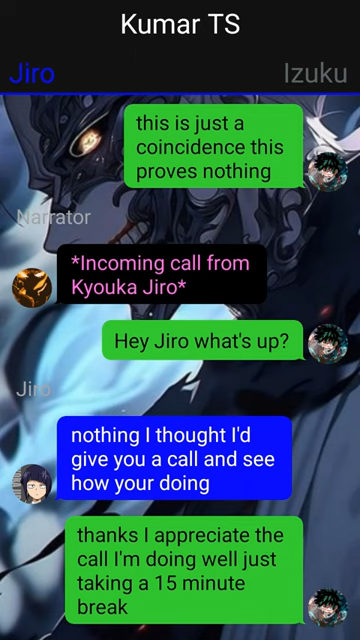 Kumar TS
Jiro
Izuku
this is just a
coincidence this
proves nothing
Narrator
*Incoming call from
Kyouka Jiro*
Hey Jiro what's up?
Jiro
nothing I thought I'd
give you a call and see
how your doing
thanks I appreciate the
call I'm doing well just
taking a 15 minute
break